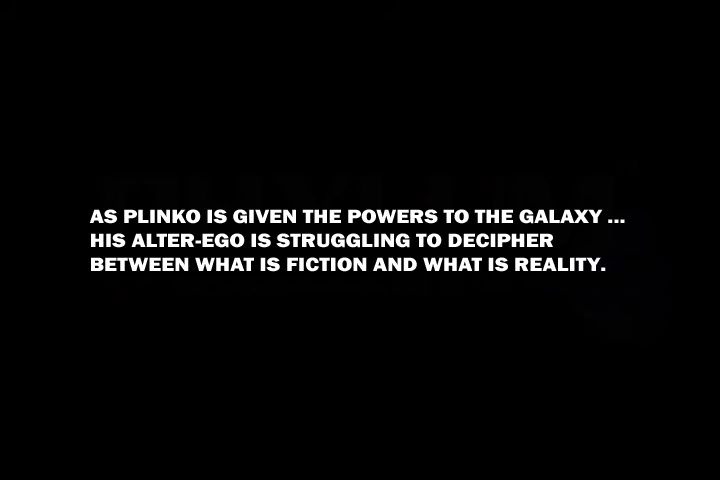 AS PLINKO IS GIVEN THE POWERS TO THE GALAXY ...
HIS ALTER-EGO IS STRUGGLING TO DECIPHER
BETWEEN WHAT IS FICTION AND WHAT IS REALITY.